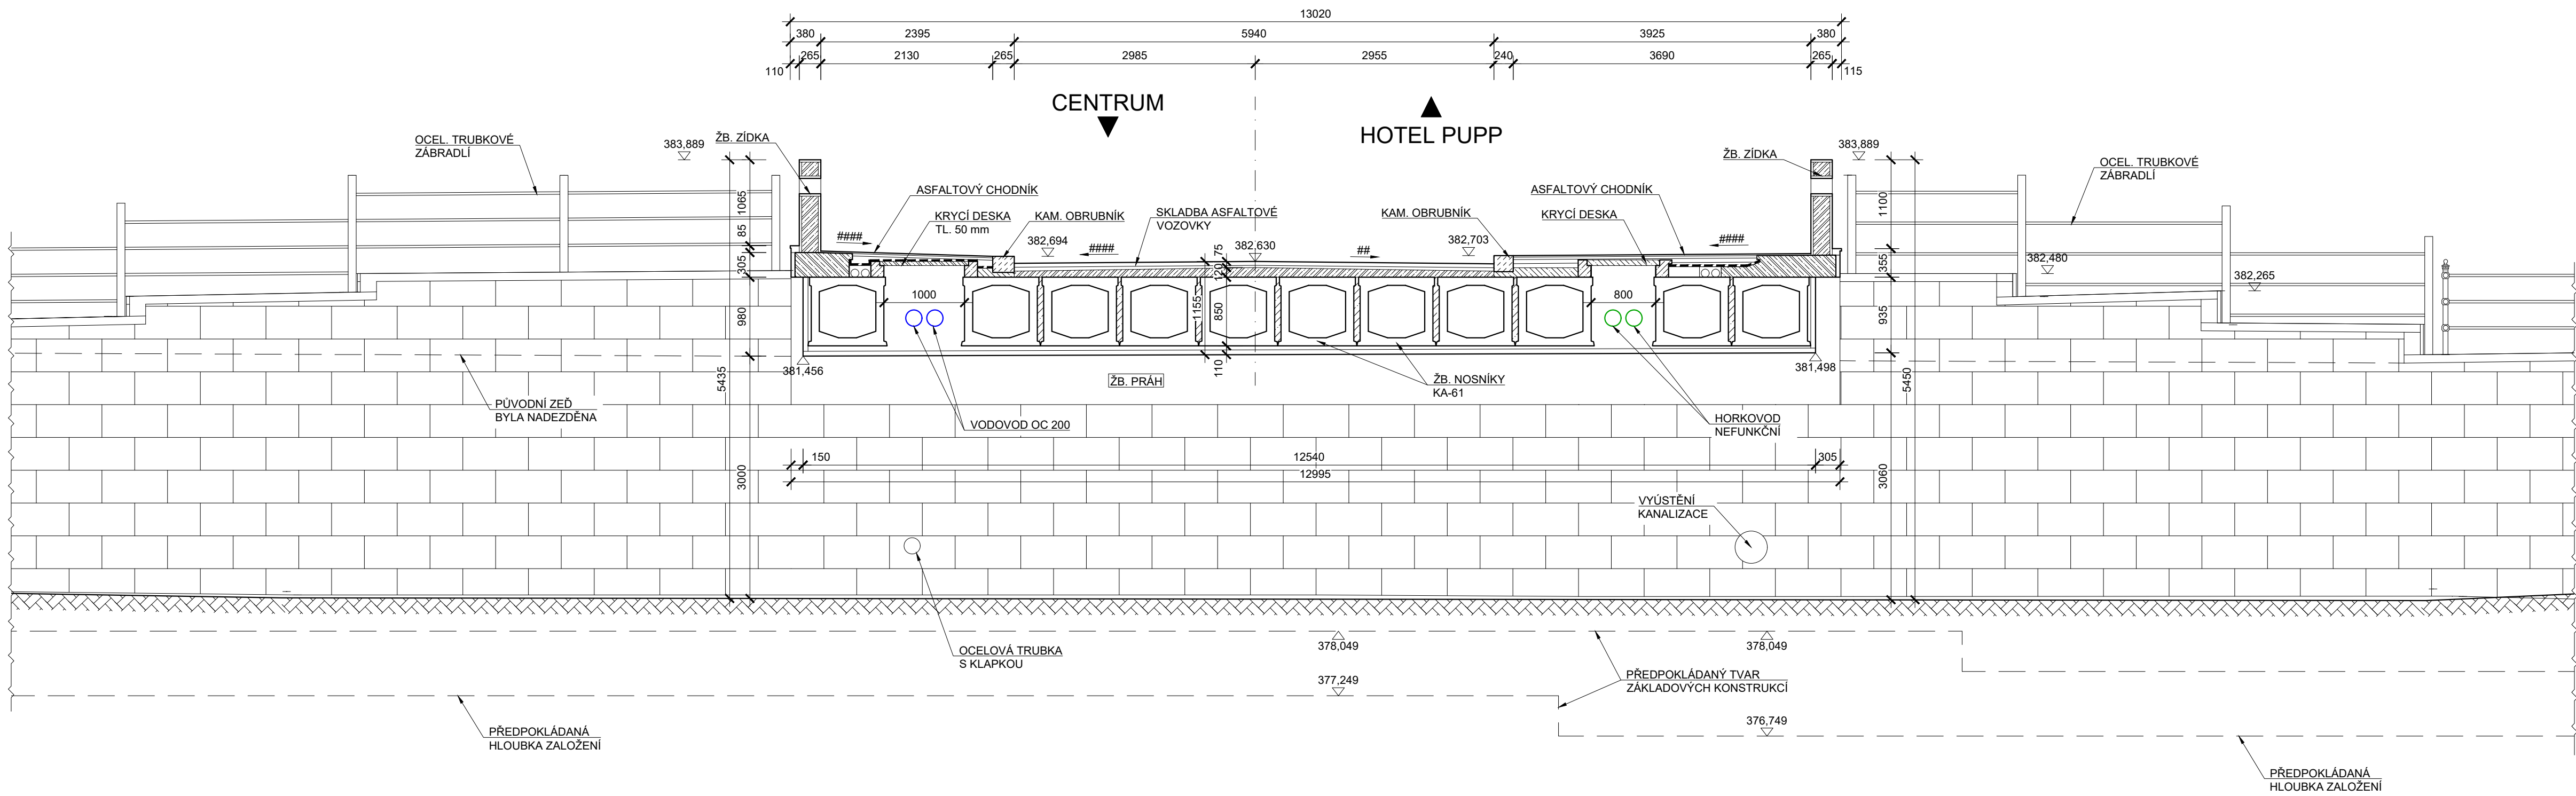 13020
380
2395
5940
3925
380
110
265
2130
265
2985
2955
240
3690
265
115
CENTRUM
HOTEL PUPP
OCEL. TRUBKOVÉ
ZÁBRADLÍ
383,889
ŽB. ZÍDKA
ASFALTOVÝ CHODNÍK
KRYCÍ DESKA
TL. 50 mm
KAM. OBRUBNÍK
SKLADBA ASFALTOVÉ
VOZOVKY
KAM. OBRUBNÍK
ASFALTOVÝ CHODNÍK
KRYCÍ DESKA
ŽB. ZÍDKA
383,889
OCEL. TRUBKOVÉ
ZÁBRADLÍ
1065
85
305
980
5435
3000
####
382,694
####
382,630
##
382,703
####
75
120
1155
850
110
1000
800
1100
355
935
5450
3060
382,480
382,265
381,456
381,498
ŽB. PRÁH
ŽB. NOSNÍKY
KA-61
PŮVODNÍ ZEĎ
BYLA NADEZDĚNA
VODOVOD OC 200
HORKOVOD
NEFUNKČNÍ
150
12540
305
12995
VYÚSTĚNÍ
KANALIZACE
OCELOVÁ TRUBKA
S KLAPKOU
378,049
378,049
PŘEDPOKLÁDANÝ TVAR
ZÁKLADOVÝCH KONSTRUKCÍ
377,249
376,749
PŘEDPOKLÁDANÁ
HLOUBKA ZALOŽENÍ
PŘEDPOKLÁDANÁ
HLOUBKA ZALOŽENÍ